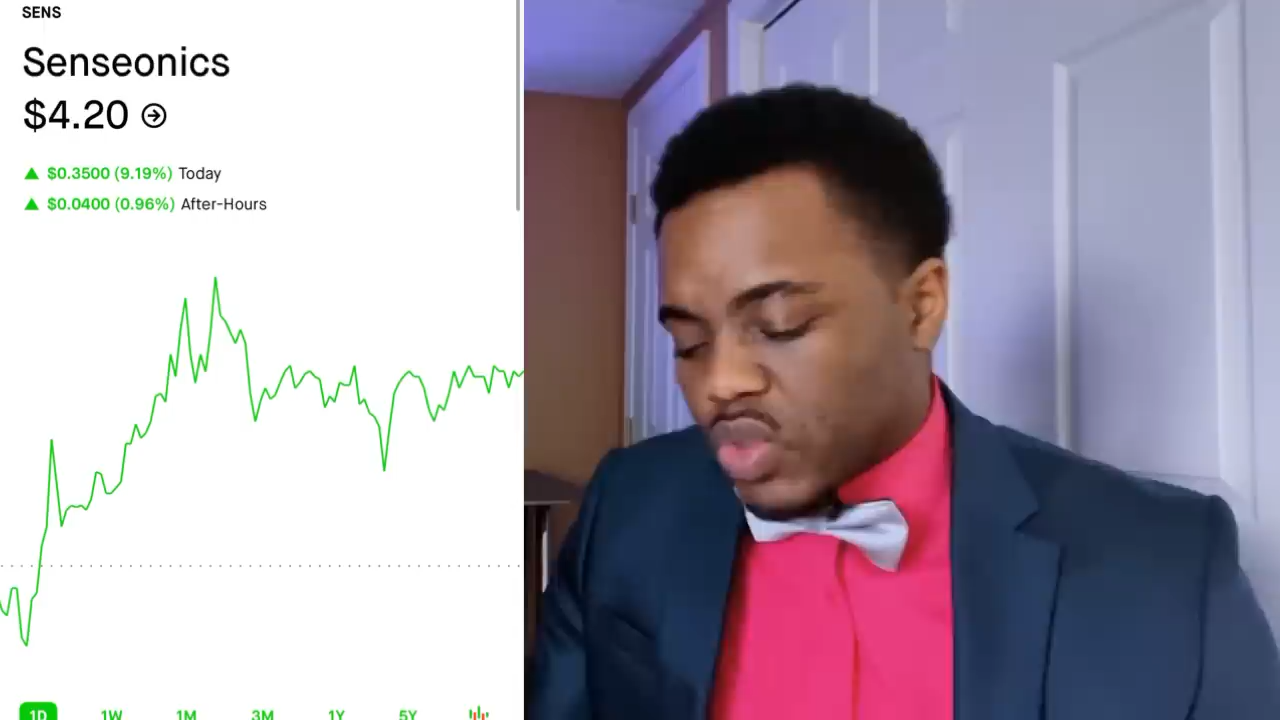 SENS
Senseonics
$4.20
$0.3500 (9.19%) Today
$0.0400 (0.96%) After-Hours
1D 1W 1M 3M 1Y 5Y